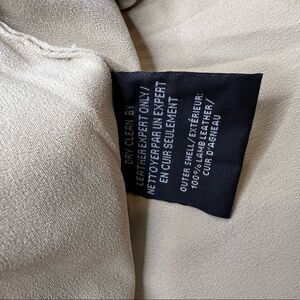 DRY CLEAN BY
LEATHER EXPERT ONLY/
NETTOYER PAR UN EXPERT
EN CUIR SEULEMENT
OUTER SHELL/EXTÉRIEUR:
100% LAMB LEATHER/
CUIR D'AGNEAU